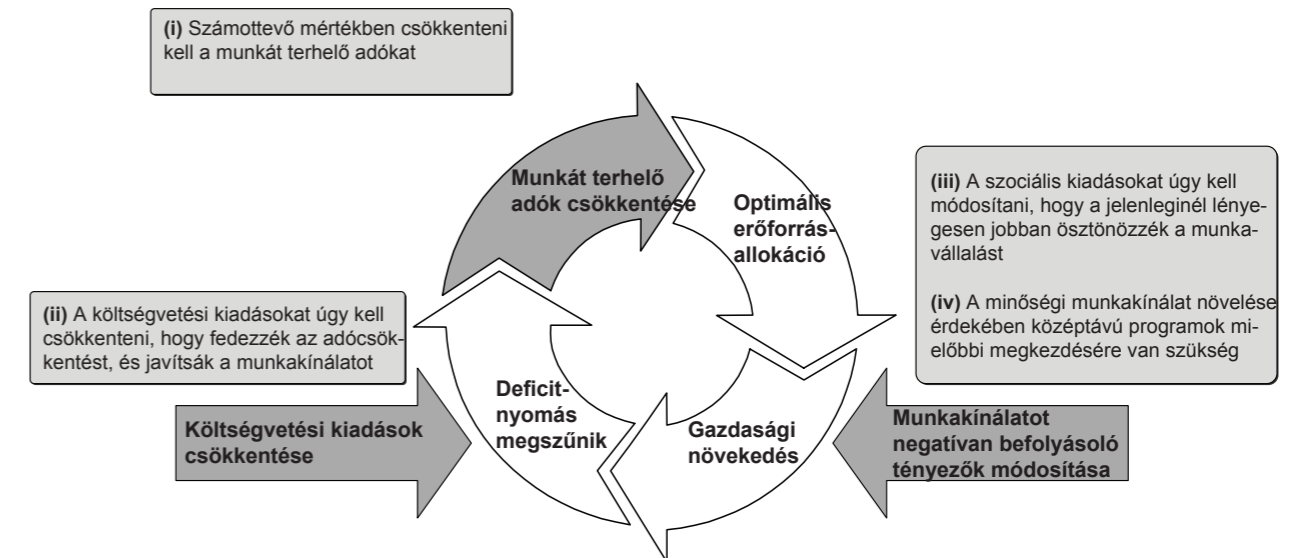 (i) Számottevő mértékben csökkenteni
kell a munkát terhelő adókat
Munkát terhelő
adók csökkentése
Optimális
erőforrás-
allokáció
(iii) A szociális kiadásokat úgy kell
módosítani, hogy a jelenleginél lénye-
gesen jobban ösztönözzék a munka-
vállalást
(iv) A minőségi munkakínálat növelése
érdekében középtávú programok mi-
előbbi megkezdésére van szükség
(ii) A költségvetési kiadásokat úgy kell
csökkenteni, hogy fedezzék az adócsök-
kentést, és javítsák a munkakínálatot
Deficit-
nyomás
megszűnik
Gazdasági
növekedés
Költségvetési kiadások
csökkentése
Munkakínálatot
negatívan befolyásoló
tényezők módosítása